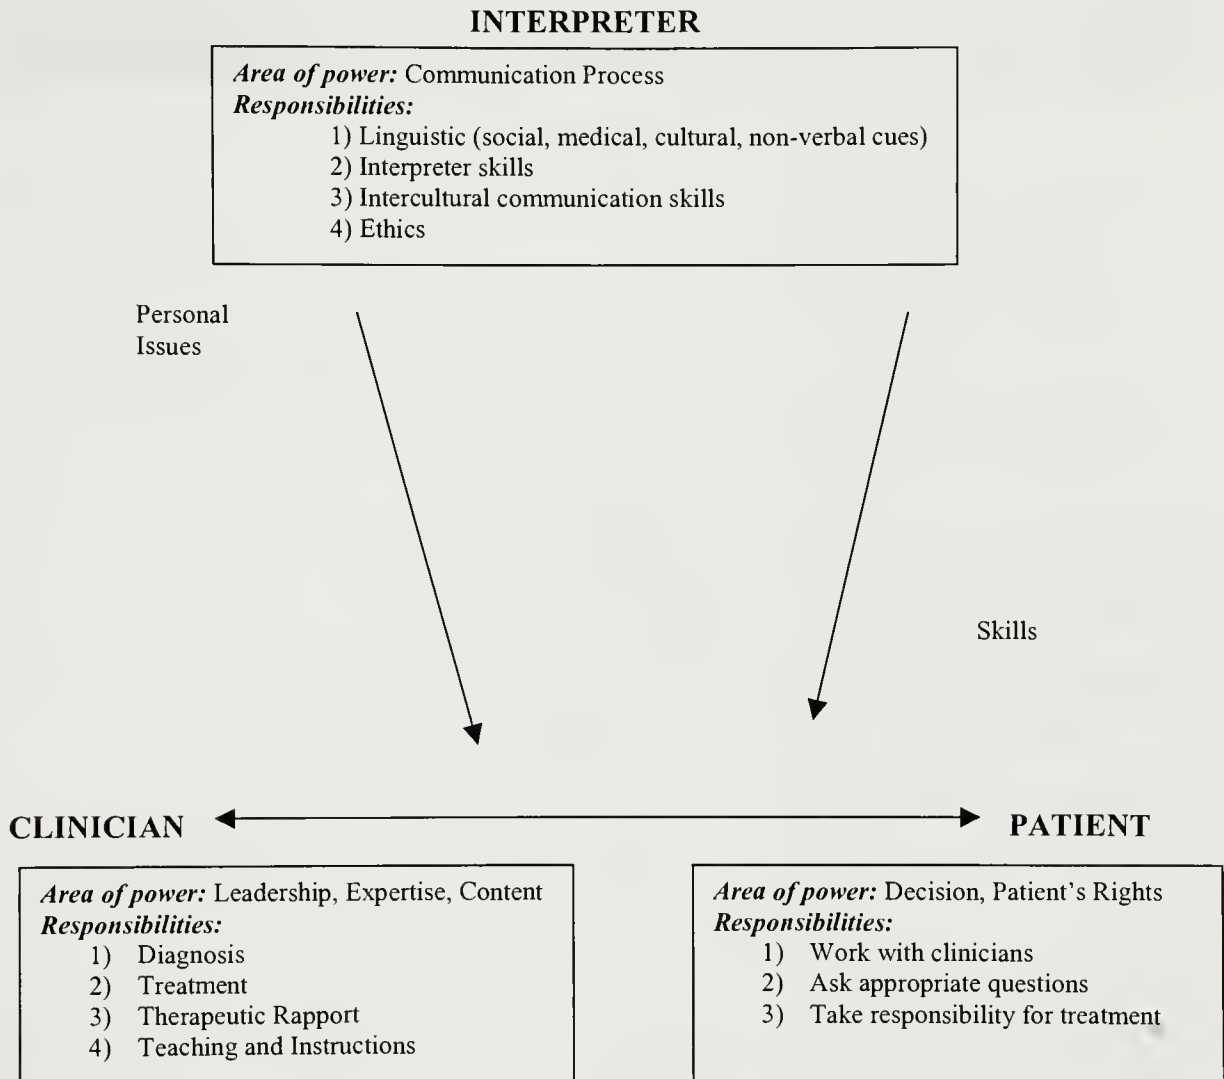 INTERPRETER
Area of power: Communication Process
Responsibilities:
1) Linguistic (social, medical, cultural, non-verbal cues)
2) Interpreter skills
3) Intercultural communication skills
4) Ethics
Personal
Issues
Skills
CLINICIAN
PATIENT
Area of power: Leadership, Expertise, Content
Responsibilities:
1) Diagnosis
2) Treatment
3) Therapeutic Rapport
4) Teaching and Instructions
Area of power: Decision, Patient's Rights
Responsibilities:
1) Work with clinicians
2) Ask appropriate questions
3) Take responsibility for treatment